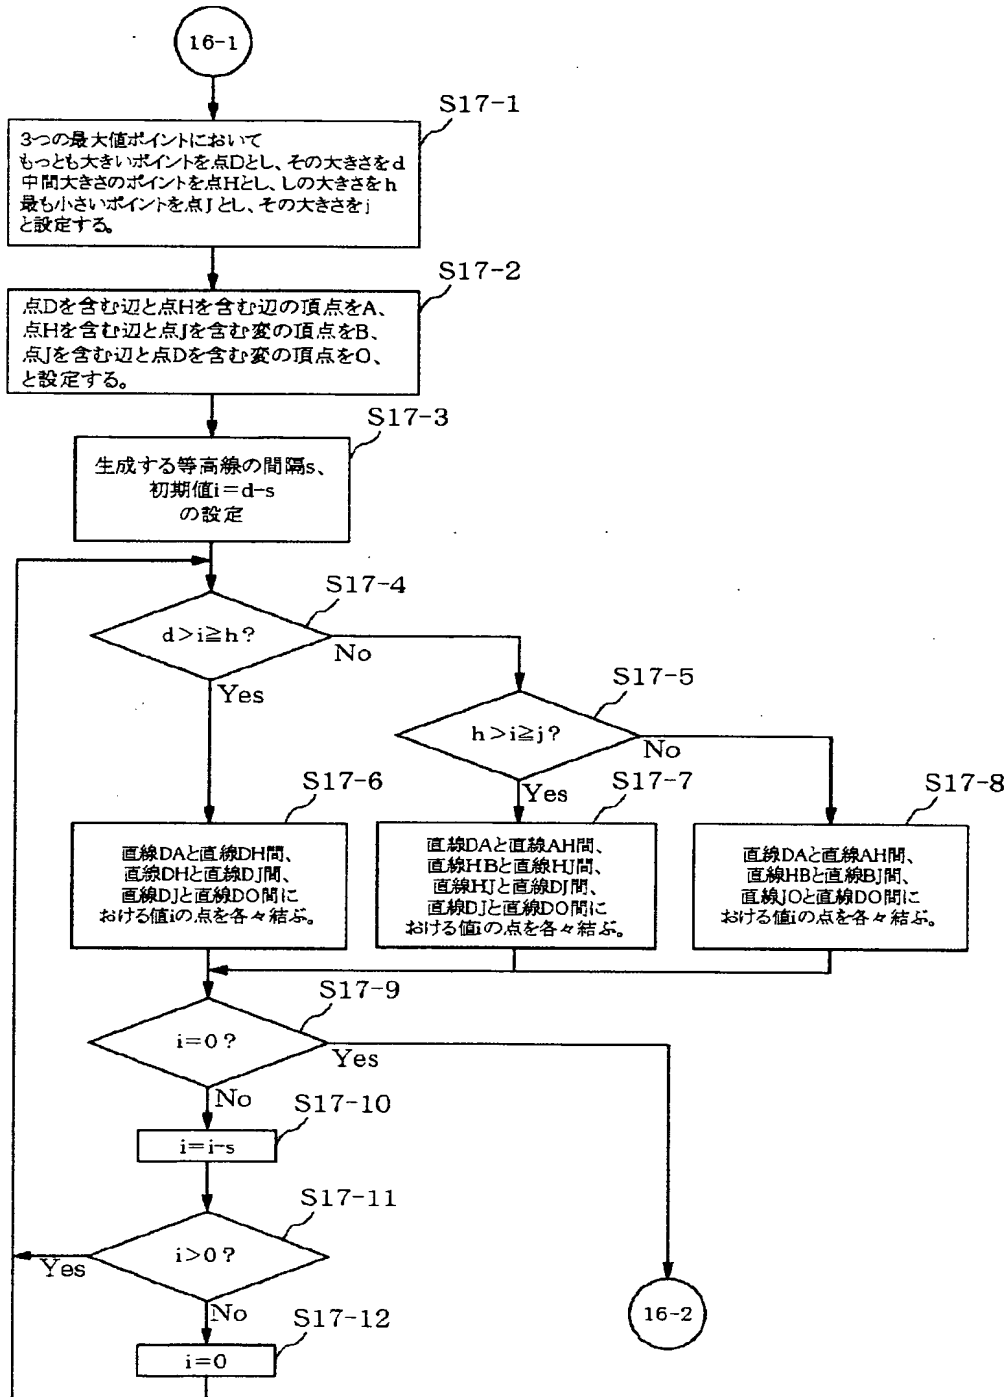 16-1
S17-1
3つの最大値ポイントにおいて
もっとも大きいポイントを点Dとし、その大きさをd
中間大きさのポイントを点Hとし、しの大きさをh
最も小さいポイントを点Jとし、その大きさをj
と設定する。
S17-2
点Dを含む辺と点Hを含む辺の頂点をA、
点Hを含む辺と点Jを含む変の頂点をB、
点Jを含む辺と点Dを含む変の頂点をO、
と設定する。
S17-3
生成する等高線の間隔s、
初期値i=d-s
の設定
S17-4
d>i≧h?
No
Yes
S17-5
h>i≧j?
No
Yes
S17-6
直線DAと直線DH間、
直線DHと直線DJ間、
直線DJと直線DO間に
おける値iの点を各々結ぶ。
S17-7
直線DAと直線AH間、
直線HBと直線HJ間、
直線HJと直線DJ間、
直線DJと直線DO間に
おける値iの点を各々結ぶ。
S17-8
直線DAと直線AH間、
直線HBと直線BJ間、
直線JOと直線DO間に
おける値iの点を各々結ぶ。
S17-9
i=0?
Yes
No
S17-10
i=i-s
S17-11
i>0?
Yes
No
S17-12
i=0
16-2